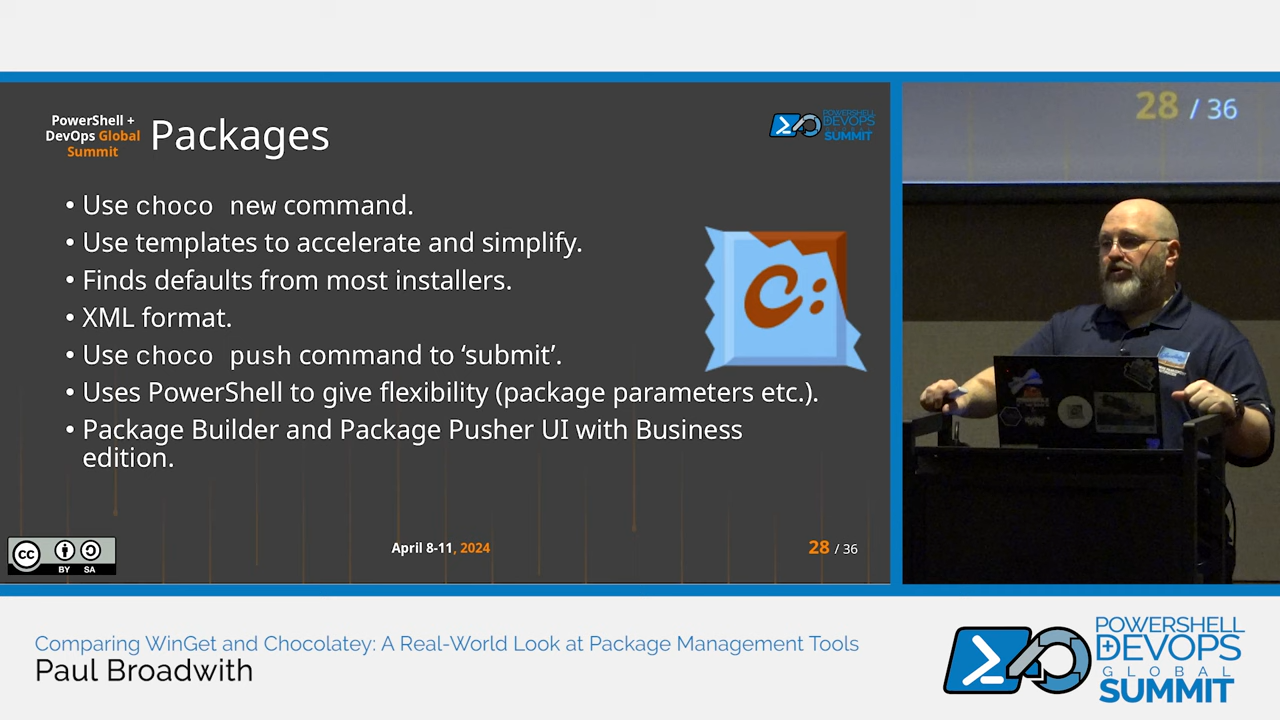 PowerShell +
DevOps Global
Summit
Packages
POWERSHELL
DEVOPS
SUMMIT
• Use choco new command.
• Use templates to accelerate and simplify.
• Finds defaults from most installers.
• XML format.
• Use choco push command to ‘submit’.
• Uses PowerShell to give flexibility (package parameters etc.).
• Package Builder and Package Pusher UI with Business
edition.
C:
cc
BY SA
April 8-11, 2024
28 / 36
28 / 36
Comparing WinGet and Chocolatey: A Real-World Look at Package Management Tools
Paul Broadwith
POWERSHELL
DEVOPS
GLOBAL
SUMMIT